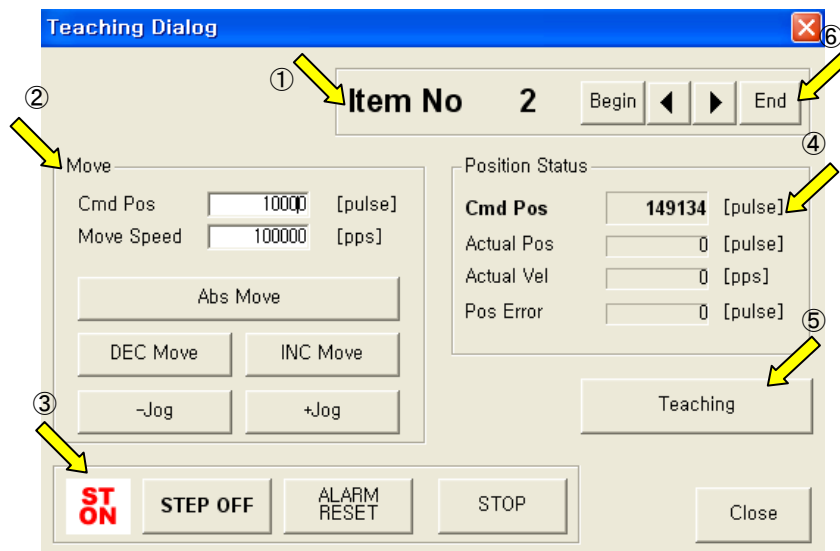 Teaching Dialog
⑥
①
Item No 2 Begin ◀ ▶ End
②
④
Move
Cmd Pos 10000 [pulse]
Move Speed 100000 [pps]
Abs Move
DEC Move INC Move
-Jog +Jog
Position Status
Cmd Pos 149134 [pulse]
Actual Pos 0 [pulse]
Actual Vel 0 [pps]
Pos Error 0 [pulse]
⑤
Teaching
③
ST
ON
STEP OFF
ALARM
RESET
STOP
Close